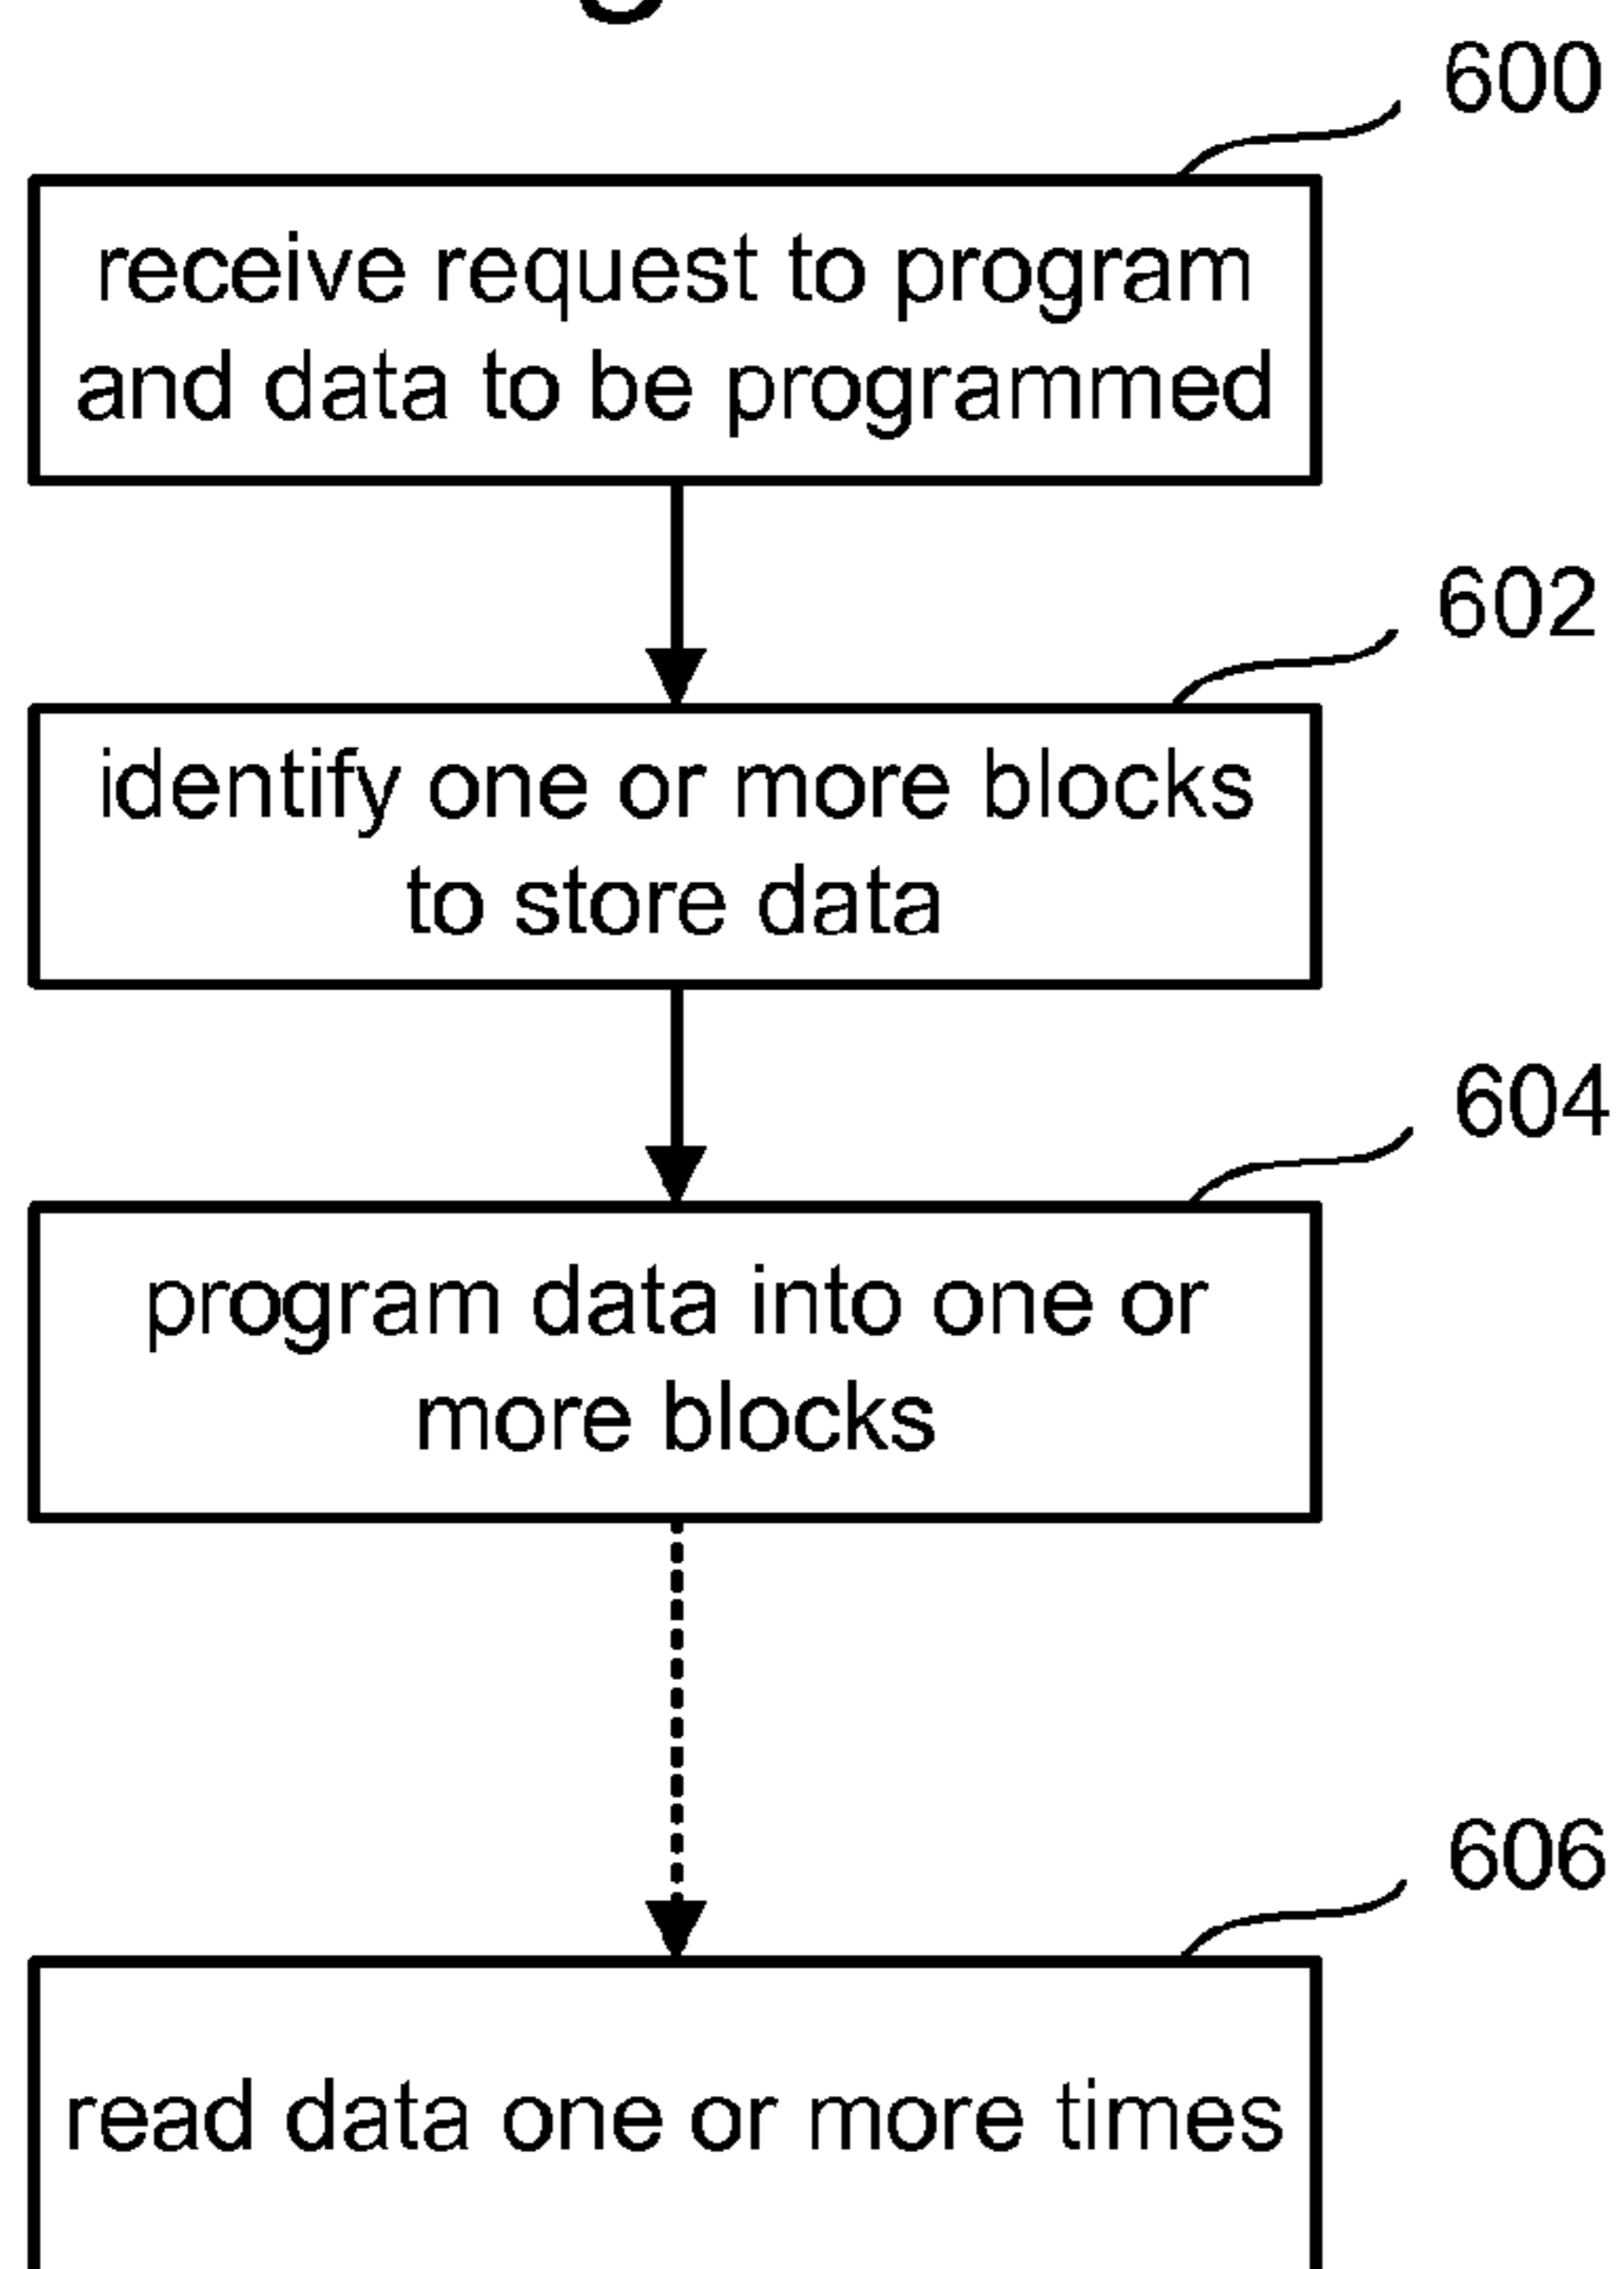 600
receive request to program
and data to be programmed
602
identify one or more blocks
to store data
604
program data into one or
more blocks
606
read data one or more times